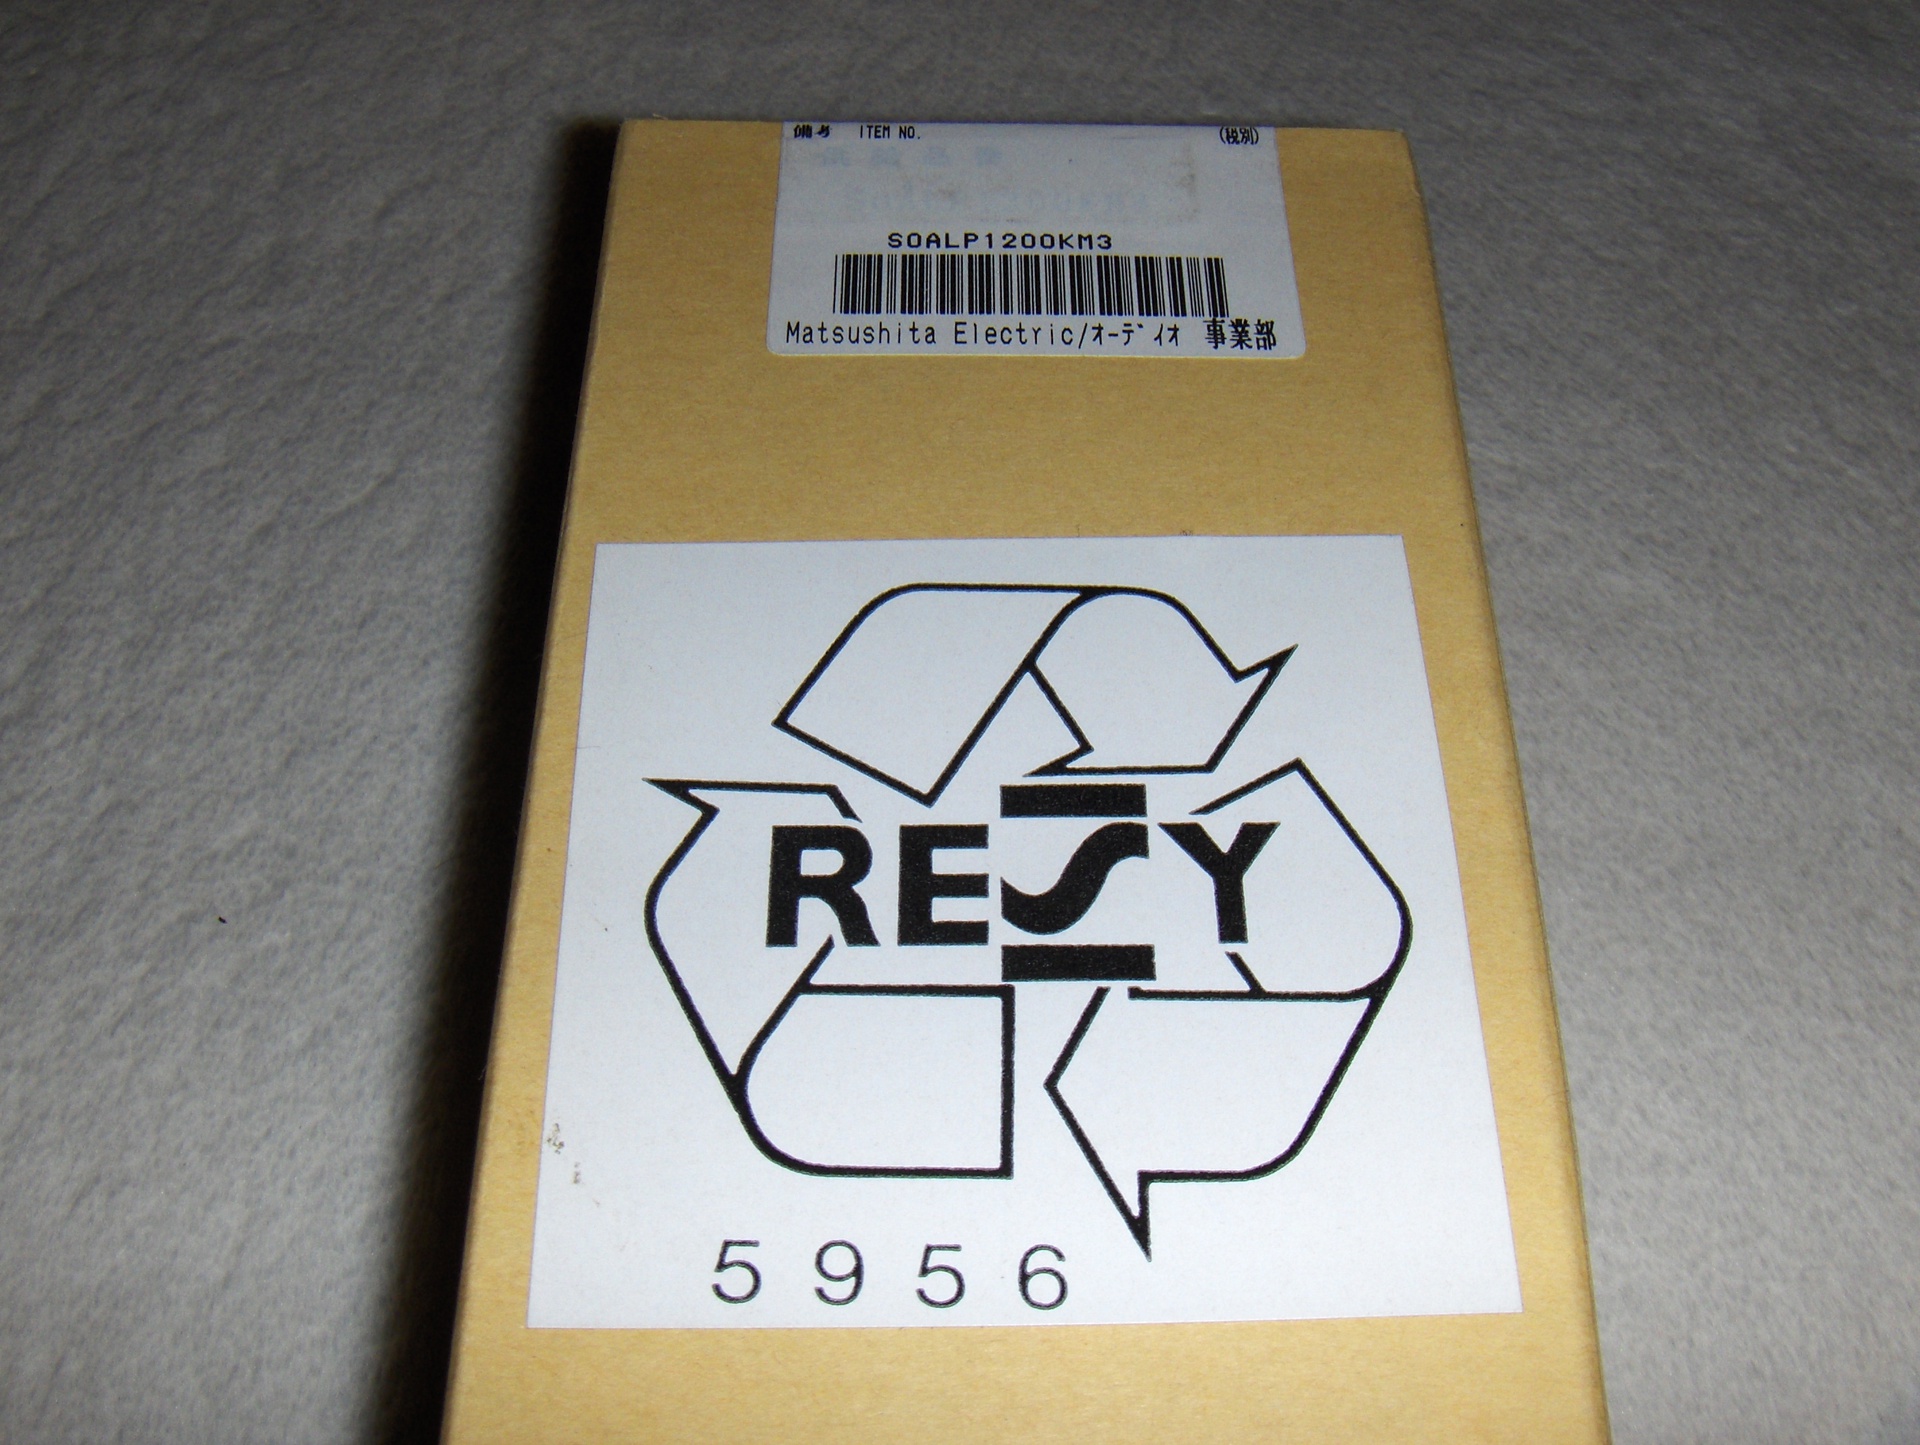 備考 ITEM NO. (税別)
SOALP1200KM3
Matsushita Electric/オーディオ 事業部
RESY
5956